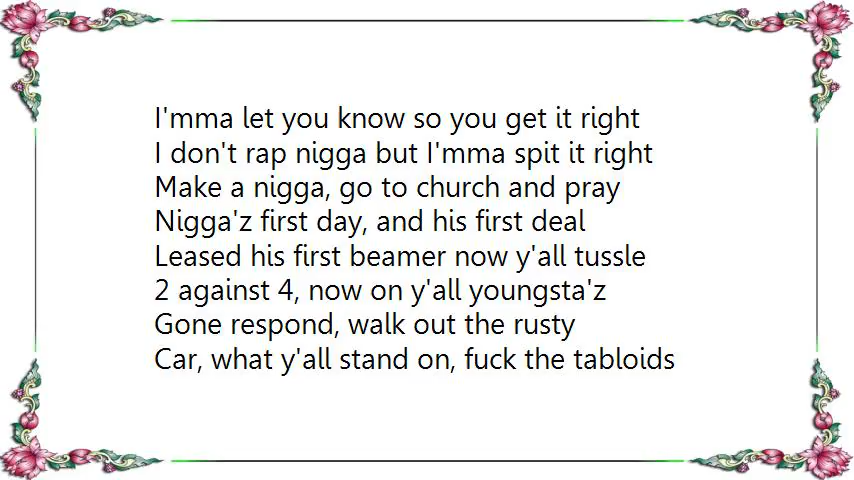 I'mma let you know so you get it right
I don't rap nigga but I'mma spit it right
Make a nigga, go to church and pray
Nigga'z first day, and his first deal
Leased his first beamer now y'all tussle
2 against 4, now on y'all youngsta'z
Gone respond, walk out the rusty
Car, what y'all stand on, fuck the tabloids